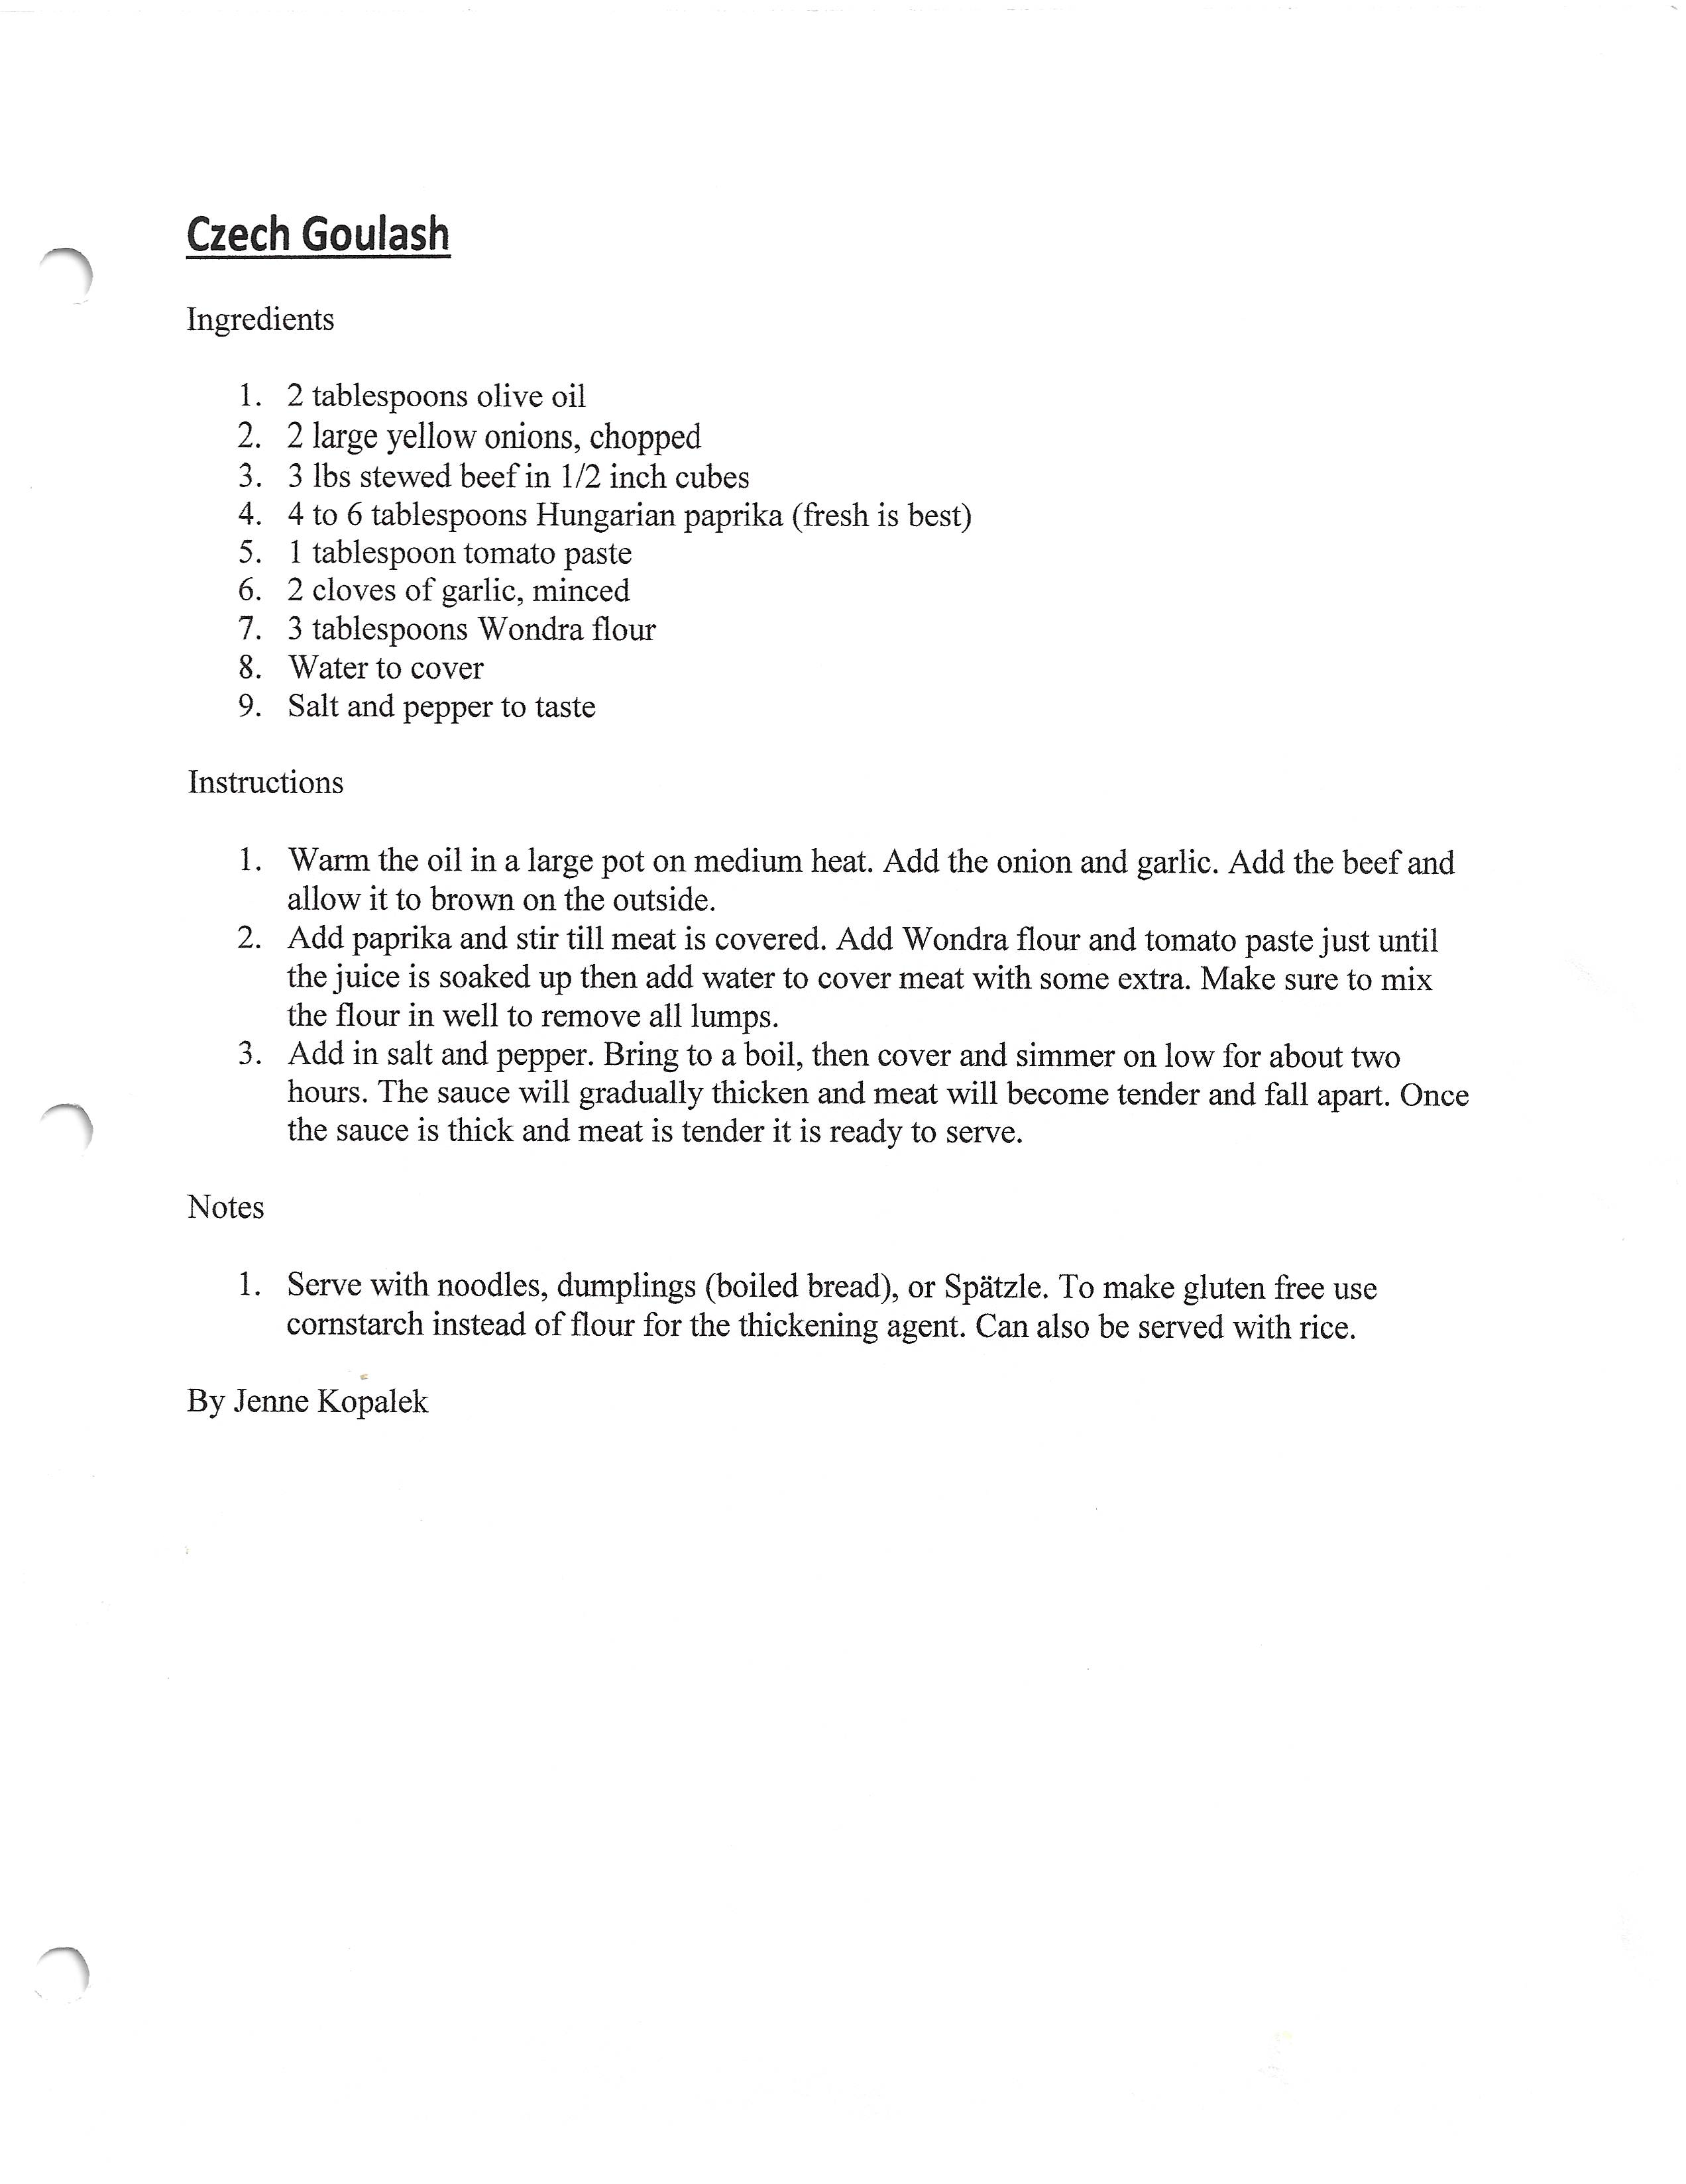 Czech Goulash
Ingredients
1. 2 tablespoons olive oil
2. 2 large yellow onions, chopped
3. 3 lbs stewed beef in 1/2 inch cubes
4. 4 to 6 tablespoons Hungarian paprika (fresh is best)
5. 1 tablespoon tomato paste
6. 2 cloves of garlic, minced
7. 3 tablespoons Wondra flour
8. Water to cover
9. Salt and pepper to taste
Instructions
1. Warm the oil in a large pot on medium heat. Add the onion and garlic. Add the beef and
allow it to brown on the outside.
2. Add paprika and stir till meat is covered. Add Wondra flour and tomato paste just until
the juice is soaked up then add water to cover meat with some extra. Make sure to mix
the flour in well to remove all lumps.
3. Add in salt and pepper. Bring to a boil, then cover and simmer on low for about two
hours. The sauce will gradually thicken and meat will become tender and fall apart. Once
the sauce is thick and meat is tender it is ready to serve.
Notes
1. Serve with noodles, dumplings (boiled bread), or Spätzle. To make gluten free use
cornstarch instead of flour for the thickening agent. Can also be served with rice.
By Jenne Kopalek